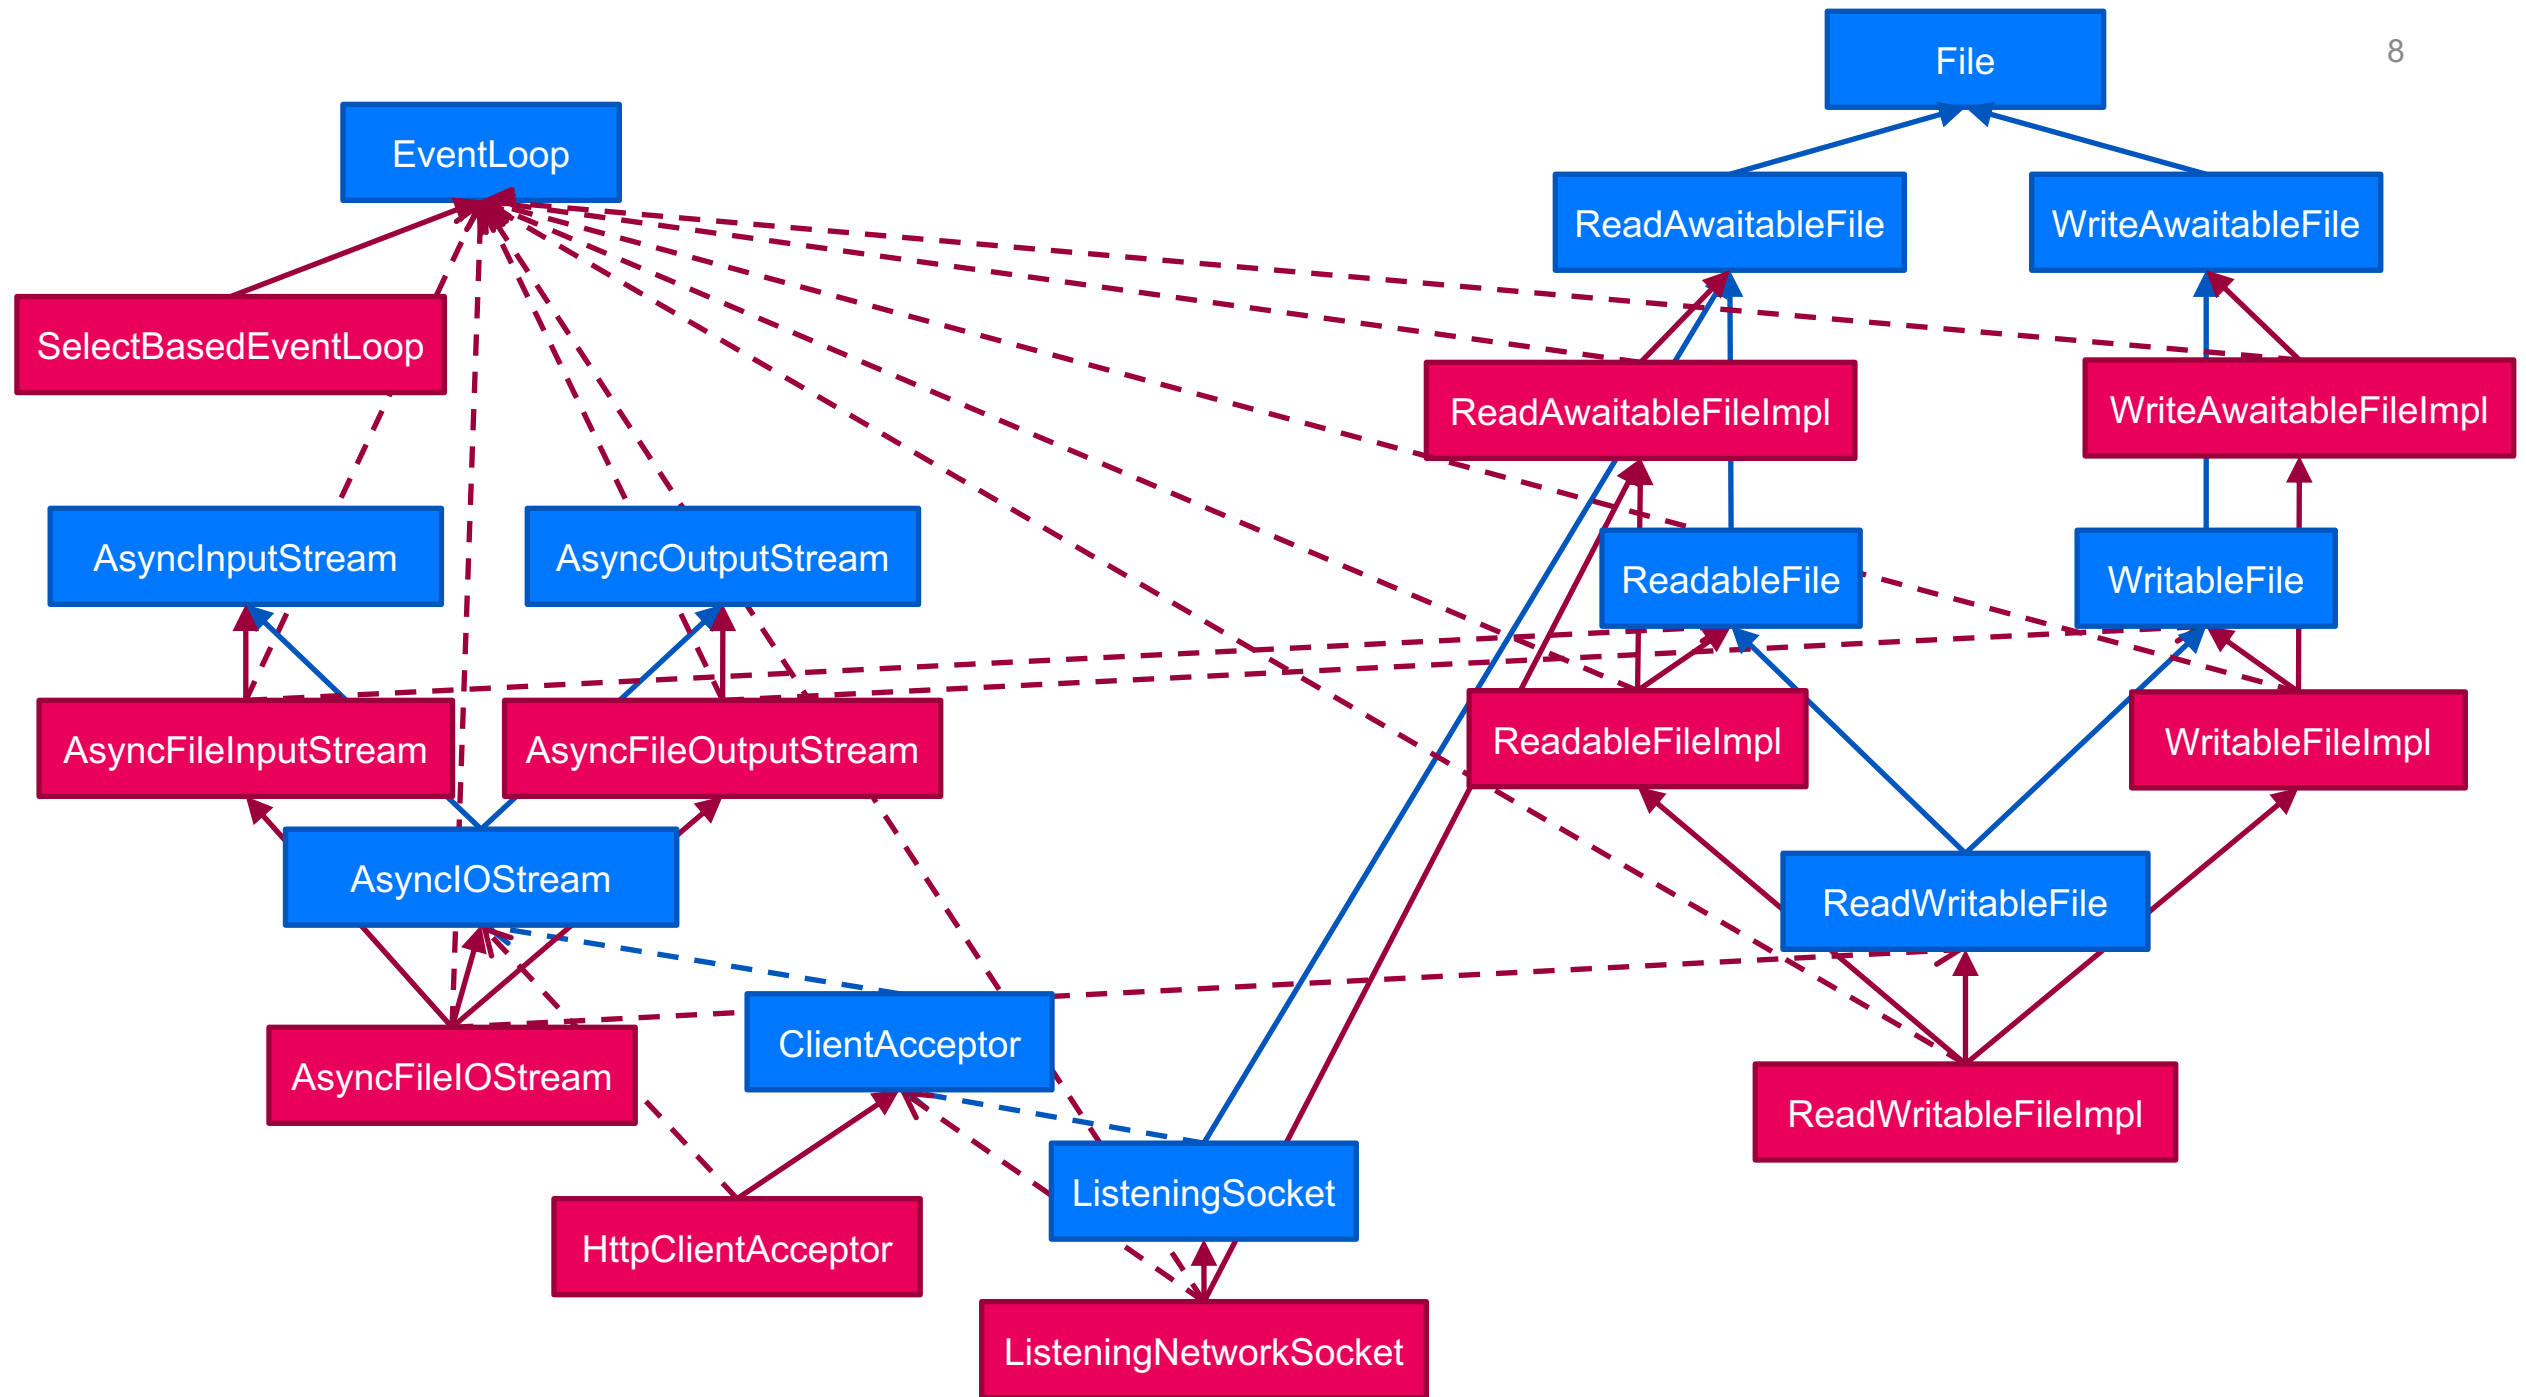 File
8
EventLoop
ReadAwaitableFile
WriteAwaitableFile
SelectBasedEventLoop
ReadAwaitableFileImpl
WriteAwaitableFileImpl
AsyncInputStream
AsyncOutputStream
ReadableFile
WritableFile
AsyncFileInputStream
AsyncFileOutputStream
ReadableFileImpl
WritableFileImpl
AsyncIOStream
ReadWritableFile
ClientAcceptor
AsyncFileIOStream
ReadWritableFileImpl
ListeningSocket
HttpClientAcceptor
ListeningNetworkSocket